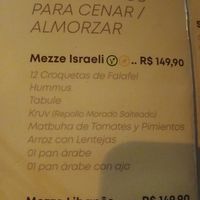 PARA CENAR /
ALMORZAR
Mezze Israeli .. R$ 149,90
12 Croquetas de Falafel
Hummus
Tabule
Kruv (Repollo Morado Salteado)
Matbuha de Tomates y Pimientos
Arroz con Lentejas
01 pan árabe
01 pan árabe con ajo